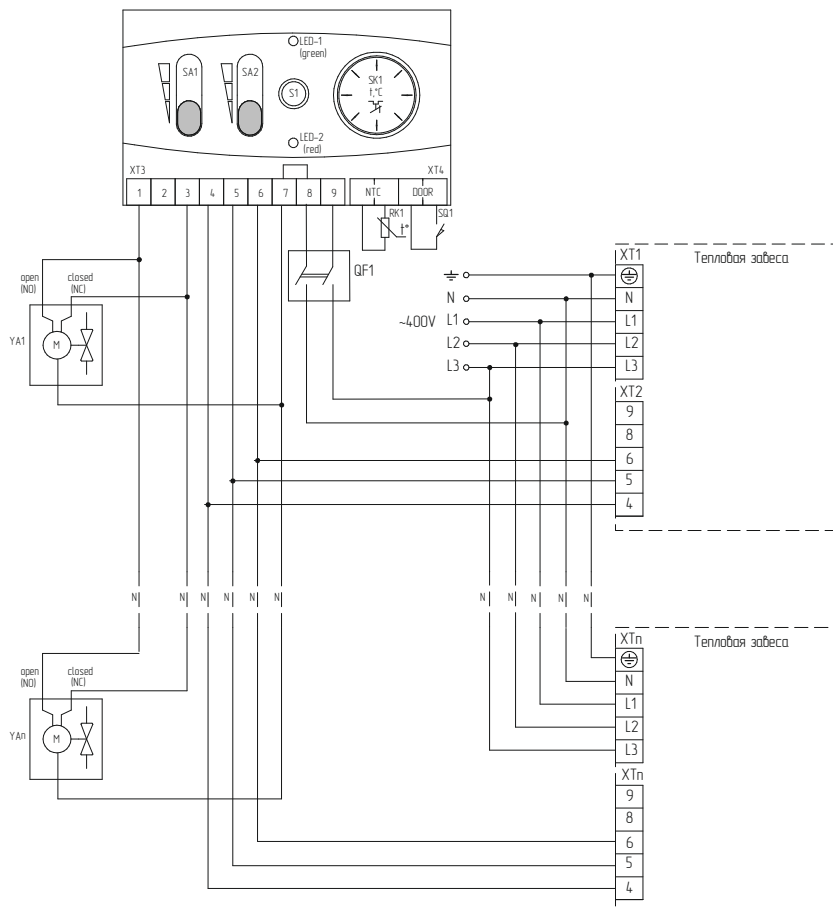 LED-1
(green)
SA1
SA2
S1
SK1
t,°C
LED-2
(red)
XT3
XT4
1 2 3 4 5 6 7 8 9
NTC
DOOR
RK1
t°
SQ1
QF1
open
(NO)
closed
(NC)
YA1
M
~400V
N
L1
L2
L3
XT1
Тепловая завеса
N
L1
L2
L3
XT2
9
8
6
5
4
N N N N N N N N N N N
open
(NO)
closed
(NC)
YAn
M
XTn
Тепловая завеса
N
L1
L2
L3
XTn
9
8
6
5
4